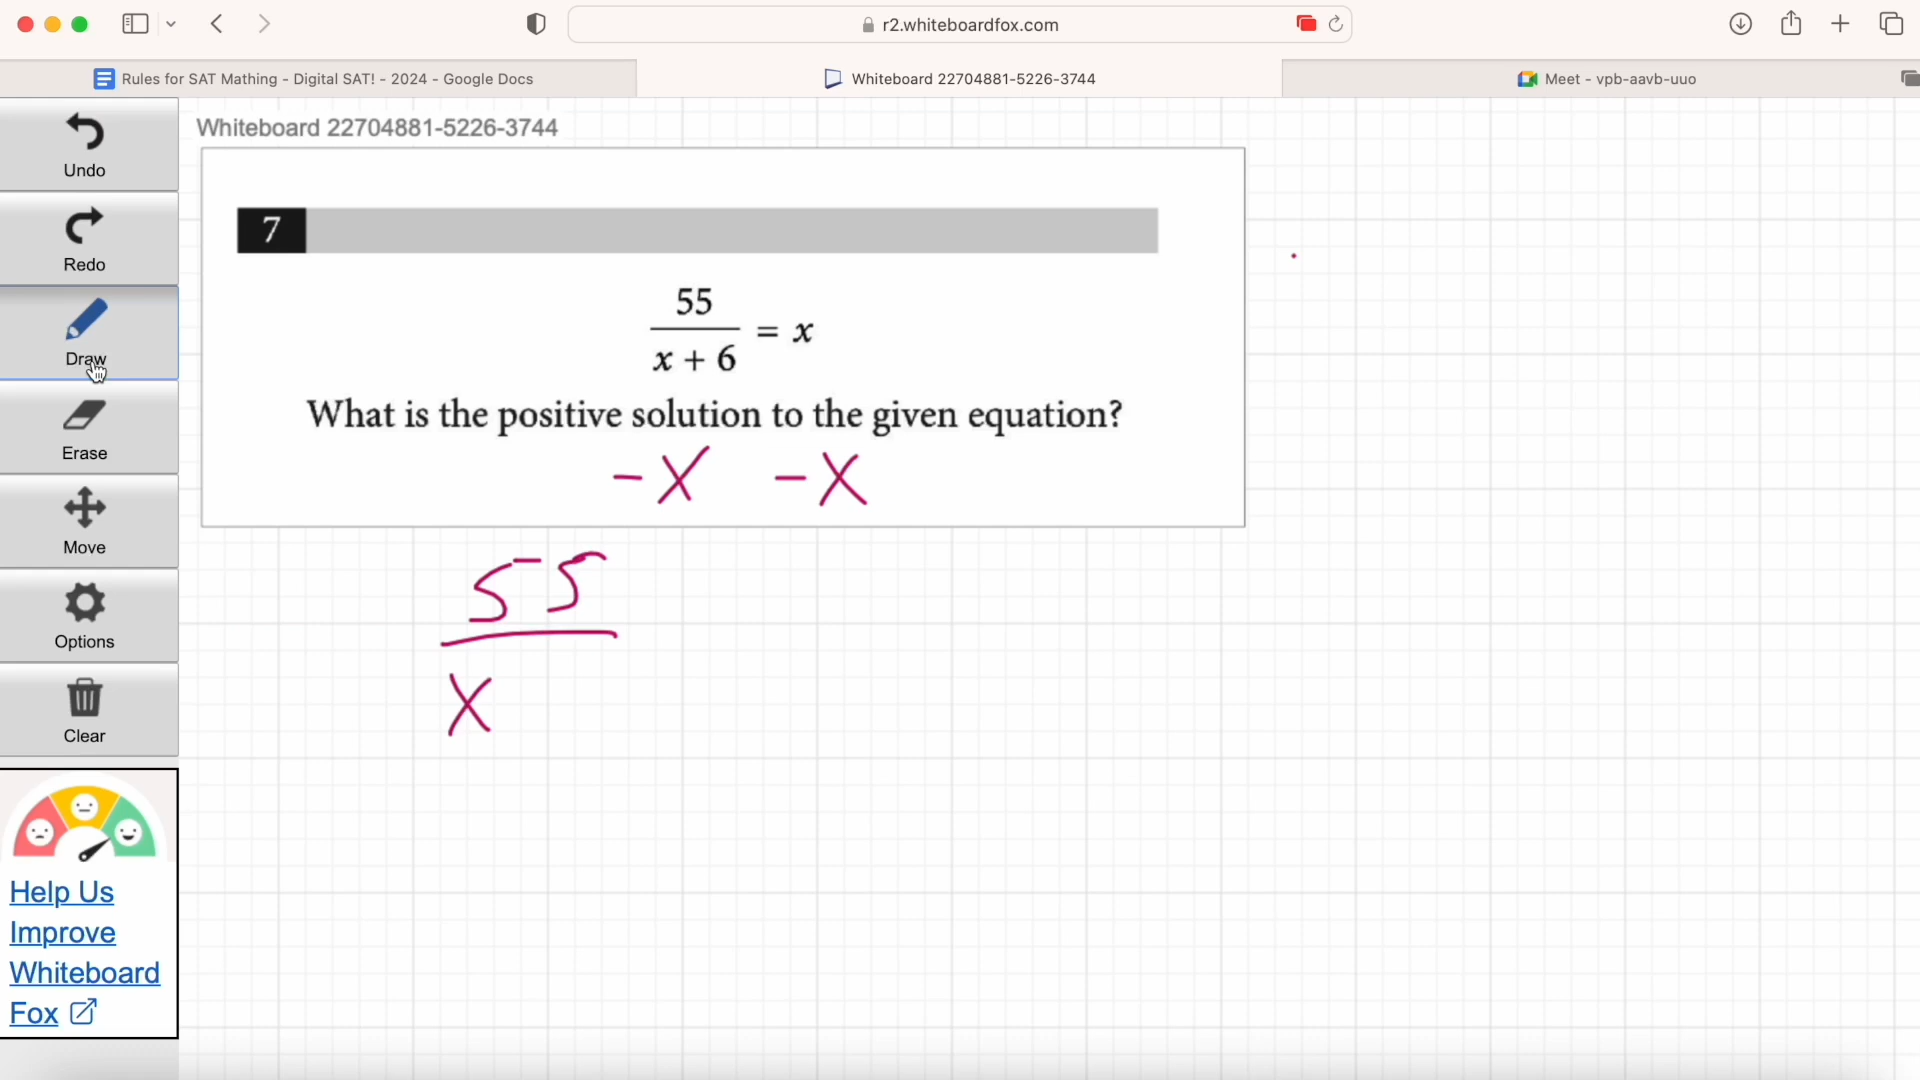 r2.whiteboardfox.com
Rules for SAT Mathing - Digital SAT! - 2024 - Google Docs
Whiteboard 22704881-5226-3744
Meet - vpb-aavb-uuo
Undo
Redo
Draw
Erase
Move
Options
Clear
Help Us
Improve
Whiteboard
Fox
Whiteboard 22704881-5226-3744
7
55
= x
x + 6
What is the positive solution to the given equation?
-X -X
55
X